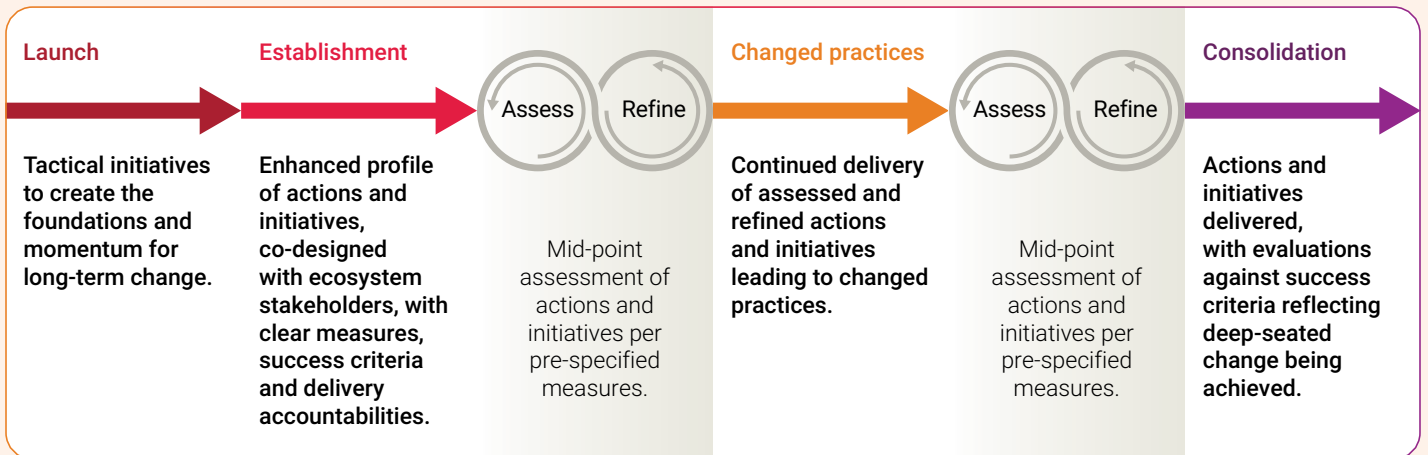 Launch
Tactical initiatives
to create the
foundations and
momentum for
long-term change.
Establishment
Enhanced profile
of actions and
initiatives,
co-designed
with ecosystem
stakeholders, with
clear measures,
success criteria
and delivery
accountabilities.
Assess
Refine
Mid-point
assessment of
actions and
initiatives per
pre-specified
measures.
Changed practices
Continued delivery
of assessed and
refined actions
and initiatives
leading to changed
practices.
Assess
Refine
Mid-point
assessment of
actions and
initiatives per
pre-specified
measures.
Consolidation
Actions and
initiatives
delivered,
with evaluations
against success
criteria reflecting
deep-seated
change being
achieved.